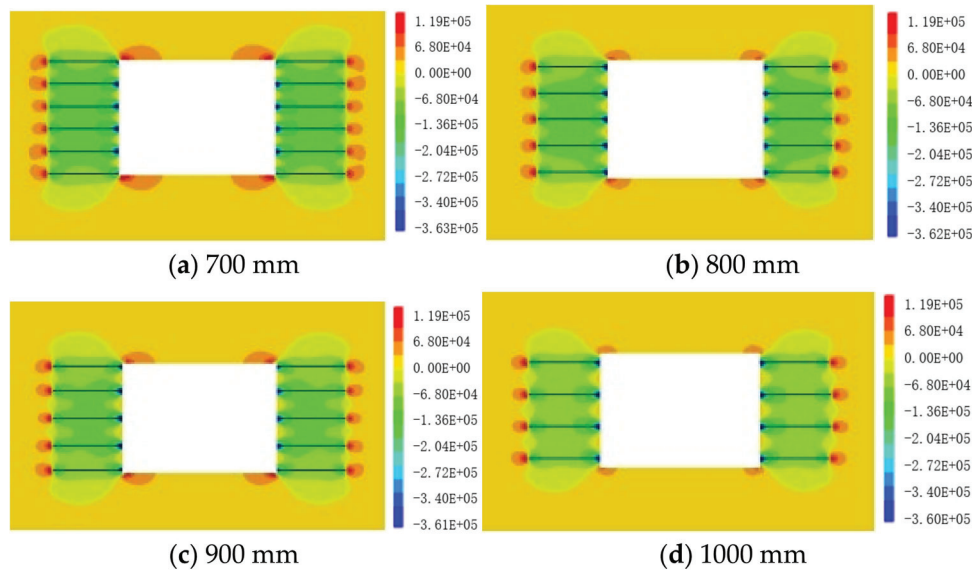 1.19E+05
6.80E+04
0.00E+00
-6.80E+04
-1.36E+05
-2.04E+05
-2.72E+05
-3.40E+05
-3.63E+05
(a) 700 mm
1.19E+05
6.80E+04
0.00E+00
-6.80E+04
-1.36E+05
-2.04E+05
-2.72E+05
-3.40E+05
-3.62E+05
(b) 800 mm
1.19E+05
6.80E+04
0.00E+00
-6.80E+04
-1.36E+05
-2.04E+05
-2.72E+05
-3.40E+05
-3.61E+05
(c) 900 mm
1.19E+05
6.80E+04
0.00E+00
-6.80E+04
-1.36E+05
-2.04E+05
-2.72E+05
-3.40E+05
-3.60E+05
(d) 1000 mm